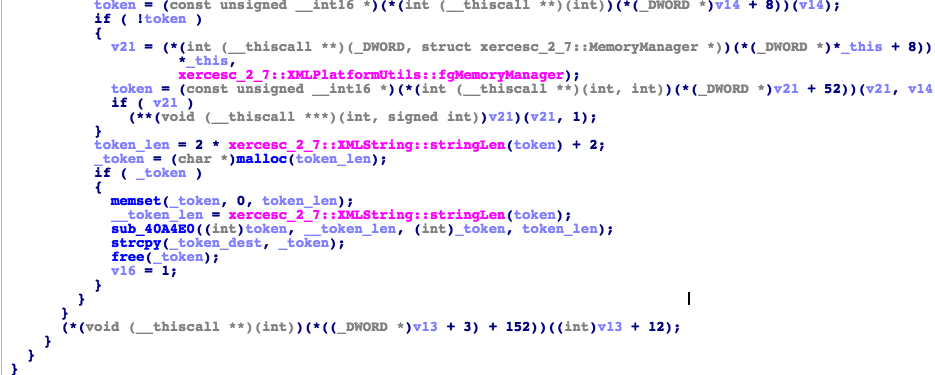 token = (const unsigned __int16 *)(*(int (__thiscall **)(int))(*(_DWORD *)v14 + 8))(v14);
if ( !token )
{
v21 = (*(int (__thiscall **)(_DWORD, struct xercesc_2_7::MemoryManager *))(*(_DWORD *)*_this + 8))
*_this,
xercesc_2_7::XMLPlatformUtils::fgMemoryManager);
token = (const unsigned __int16 *)(*(int (__thiscall **)(int, int))(*(_DWORD *)v21 + 52))(v21, v14
if ( v21 )
(**(void (__thiscall ***)(int, signed int))v21)(v21, 1);
}
token_len = 2 * xercesc_2_7::XMLString::stringLen(token) + 2;
_token = (char *)malloc(token_len);
if ( _token )
{
memset(_token, 0, token_len);
__token_len = xercesc_2_7::XMLString::stringLen(token);
sub_40A4E0((int)token, __token_len, (int)_token, token_len);
strcpy(_token_dest, _token);
free(_token);
v16 = 1;
}
}
}
(*(void (__thiscall **)(int))(*((_DWORD *)v13 + 3) + 152))((int)v13 + 12);
}
}
}